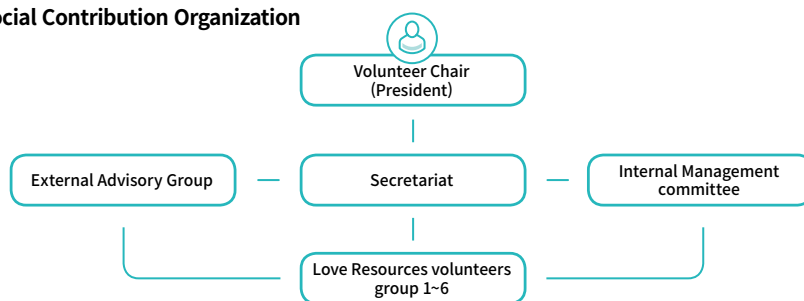 ocial Contribution Organization
Volunteer Chair
(President)
External Advisory Group
Secretariat
Internal Management
committee
Love Resources volunteers
group 1~6